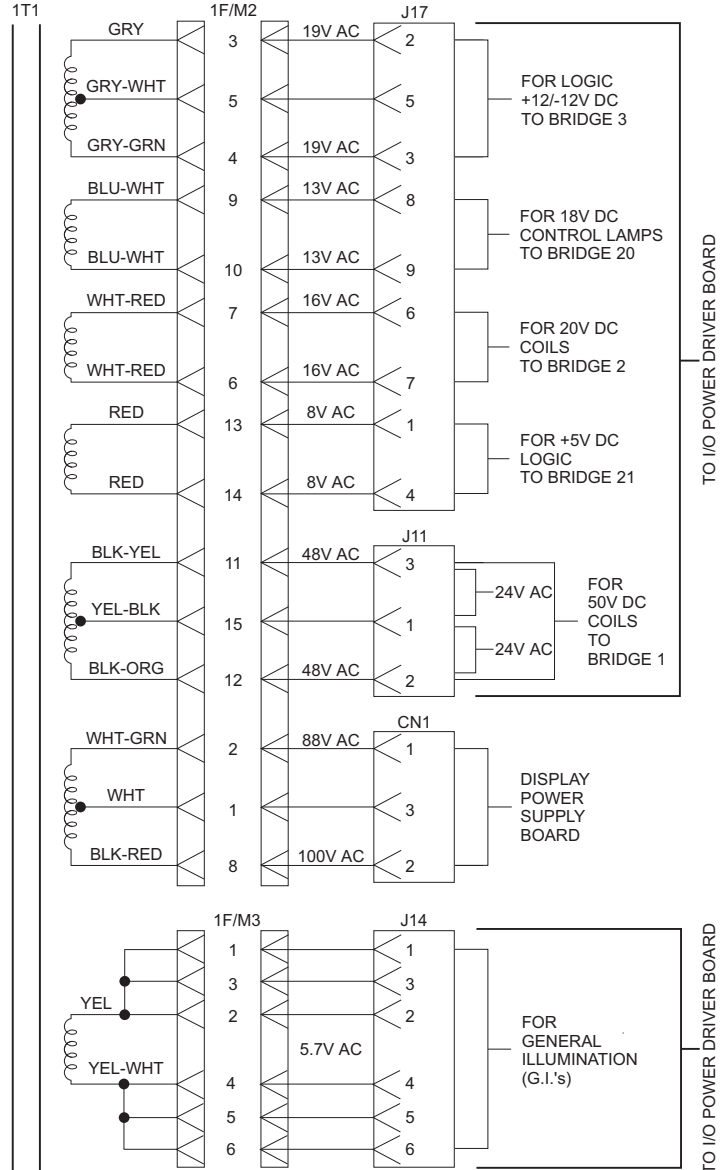 1T1 1F/M2 J17
GRY 3 19V AC 2
GRY-WHT 5 5
GRY-GRN 4 19V AC 3
FOR LOGIC
+12/-12V DC
TO BRIDGE 3
BLU-WHT 9 13V AC 8
BLU-WHT 10 13V AC 9
FOR 18V DC
CONTROL LAMPS
TO BRIDGE 20
WHT-RED 7 16V AC 6
WHT-RED 6 16V AC 7
FOR 20V DC
COILS
TO BRIDGE 2
RED 13 8V AC 1
RED 14 8V AC 4
FOR +5V DC
LOGIC
TO BRIDGE 21
TO I/O POWER DRIVER BOARD
J11
BLK-YEL 11 48V AC 3
24V AC
YEL-BLK 15 1
24V AC
BLK-ORG 12 48V AC 2
FOR
50V DC
COILS
TO
BRIDGE 1
CN1
WHT-GRN 2 88V AC 1
WHT 1 3
BLK-RED 8 100V AC 2
DISPLAY
POWER
SUPPLY
BOARD
1F/M3 J14
1 1
3 3
YEL 2 2
5.7V AC
YEL-WHT 4 4
5 5
6 6
FOR
GENERAL
ILLUMINATION
(G.I.'s)
TO I/O POWER DRIVER BOARD